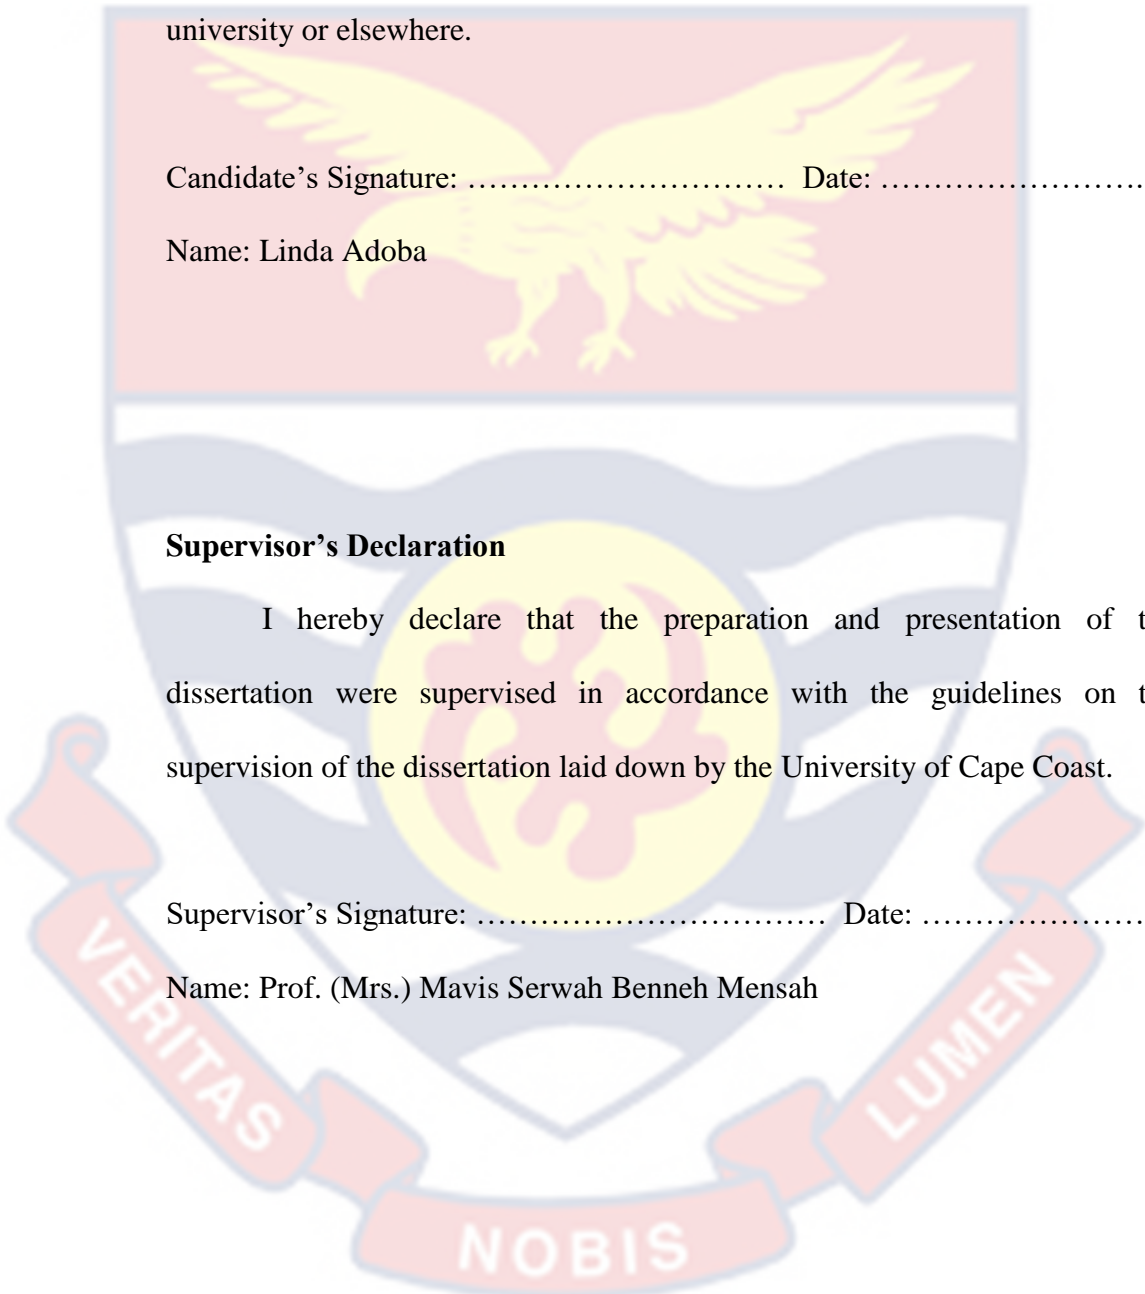 university or elsewhere.
Candidate’s Signature: ………………………… Date: …………………….
Name: Linda Adoba
Supervisor’s Declaration
I hereby declare that the preparation and presentation of t
dissertation were supervised in accordance with the guidelines on t
supervision of the dissertation laid down by the University of Cape Coast.
Supervisor’s Signature: …………………………… Date: …………………
Name: Prof. (Mrs.) Mavis Serwah Benneh Mensah
VERITAS
NOBIS
LUMEN